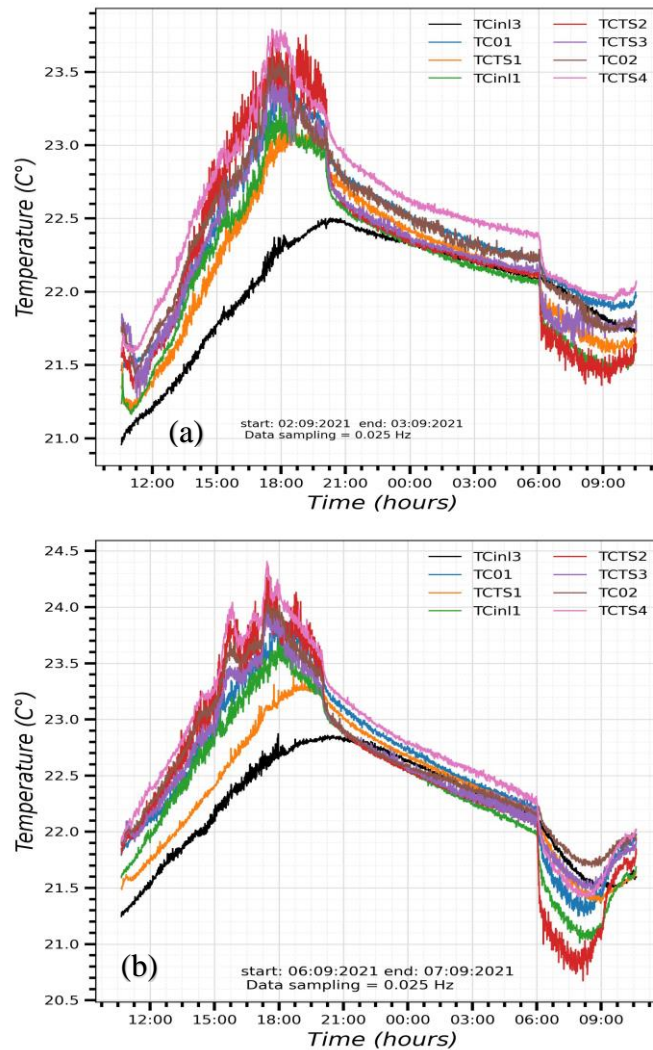 TCinl3 TCTS2
TC01 TCTS3
TCTS1 TC02
TCinl1 TCTS4
23.5
23.0
22.5
22.0
21.5
21.0
Temperature (C°)
(a)
start: 02:09:2021 end: 03:09:2021
Data sampling = 0.025 Hz
12:00 15:00 18:00 21:00 00:00 03:00 06:00 09:00
Time (hours)
TCinl3 TCTS2
TC01 TCTS3
TCTS1 TC02
TCinl1 TCTS4
24.5
24.0
23.5
23.0
22.5
22.0
21.5
21.0
20.5
Temperature (C°)
(b)
start: 06:09:2021 end: 07:09:2021
Data sampling = 0.025 Hz
12:00 15:00 18:00 21:00 00:00 03:00 06:00 09:00
Time (hours)